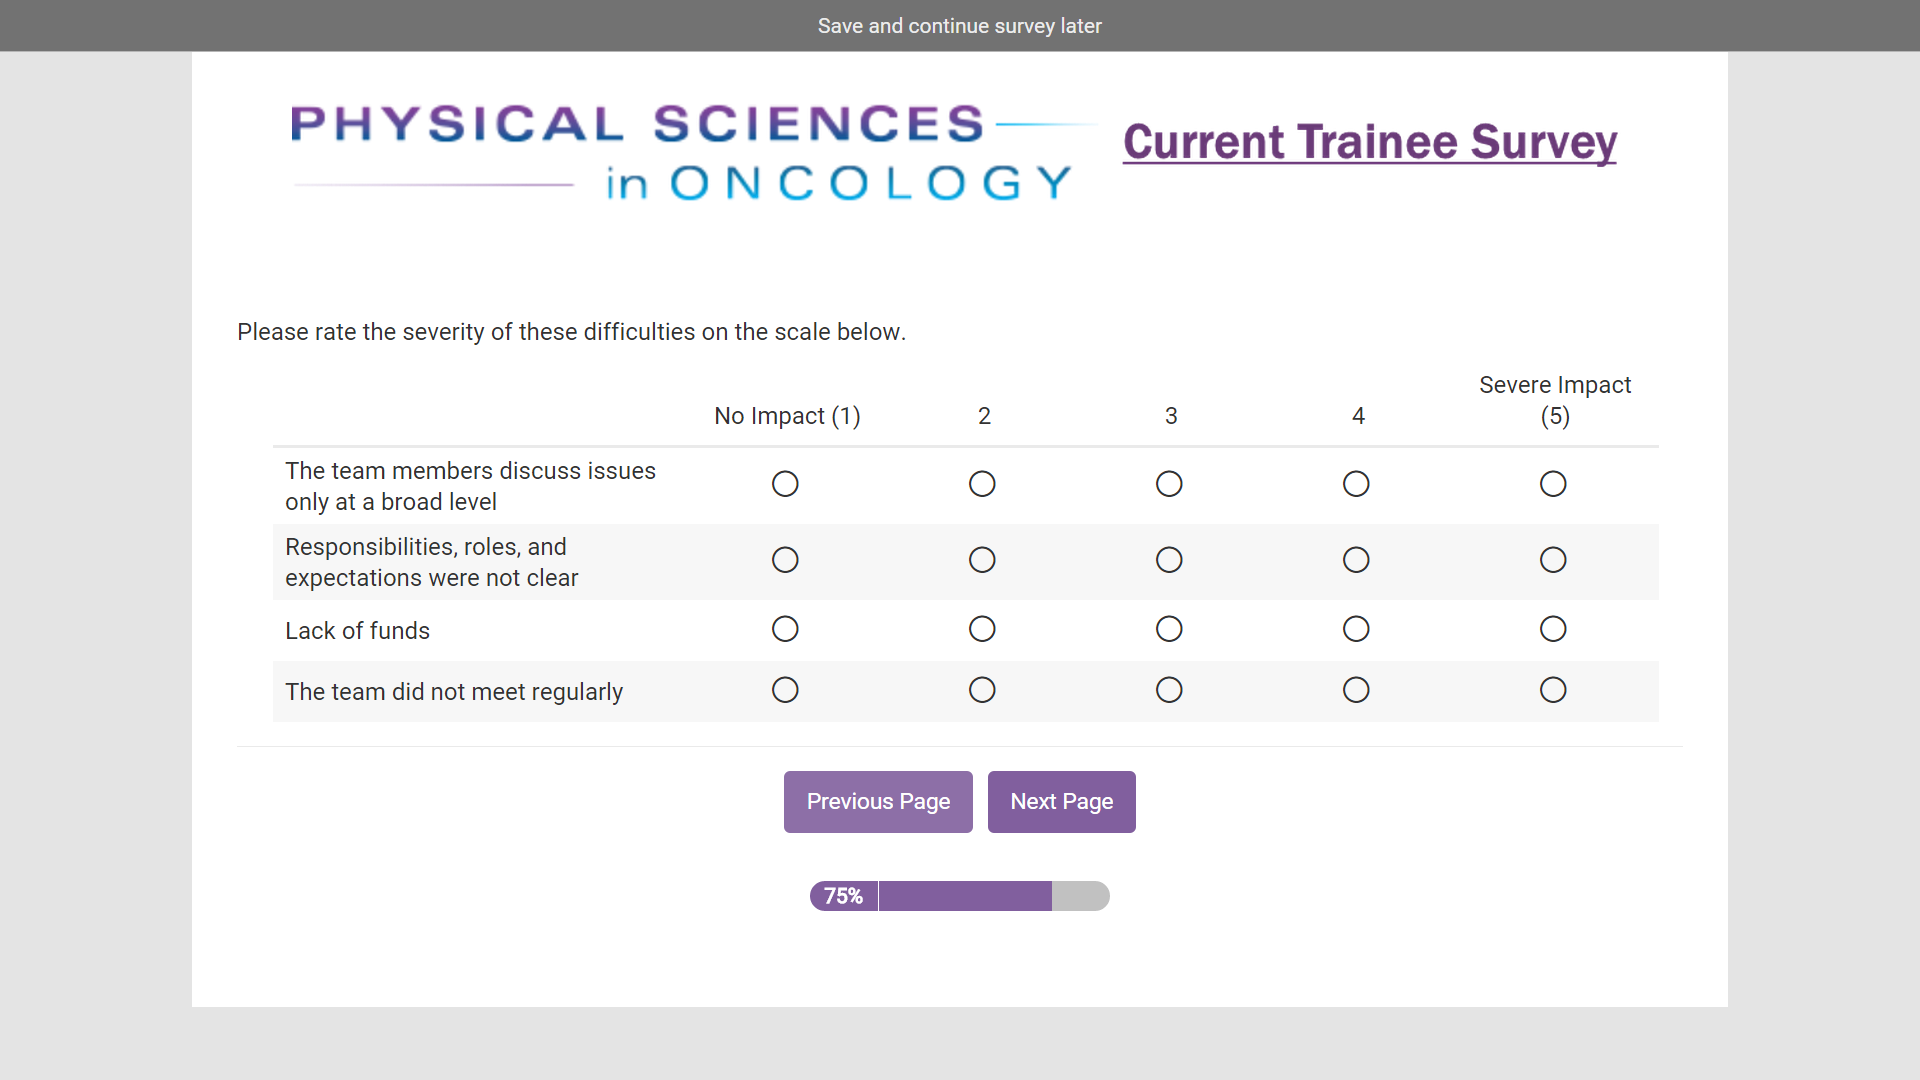 Save and continue survey later
PHYSICAL SCIENCES
in ONCOLOGY
Current Trainee Survey
Please rate the severity of these difficulties on the scale below.
No Impact (1) 2 3 4 Severe Impact
(5)
The team members discuss issues
only at a broad level
Responsibilities, roles, and
expectations were not clear
Lack of funds
The team did not meet regularly
Previous Page Next Page
75%